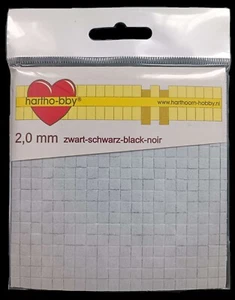 hartho-bby®
www.harthoorn-hobby.nl
2,0 mm zwart-schwarz-black-noir